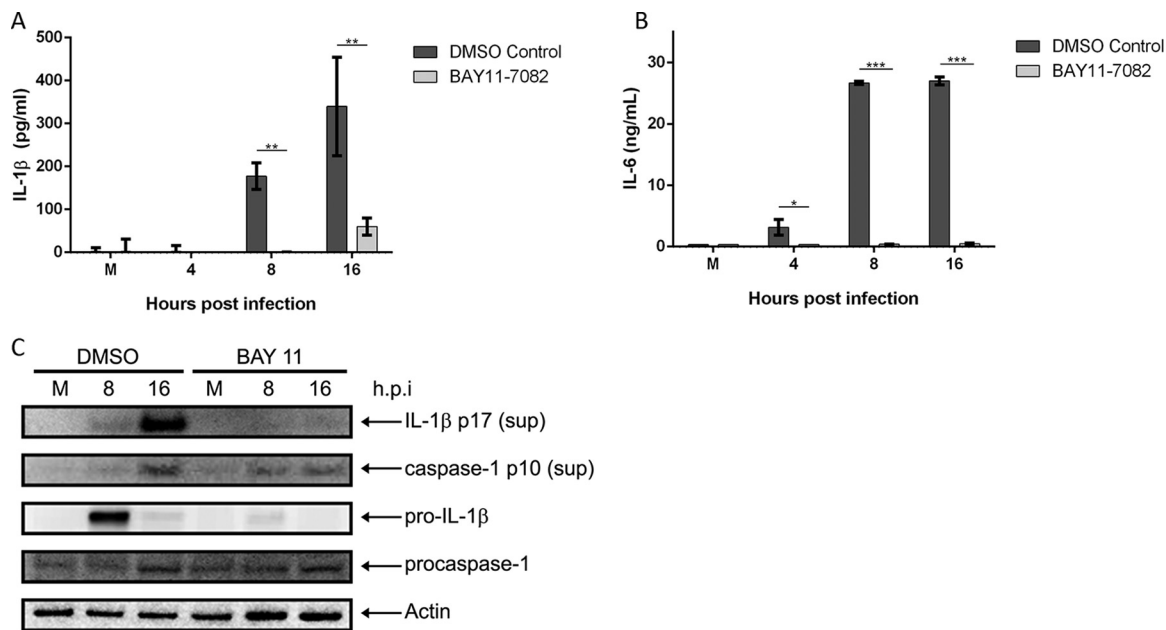 A
IL-1β (pg/ml)
500
400
300
200
100
0
M 4 8 16
Hours post infection
** **
DMSO Control
BAY11-7082
B
IL-6 (ng/mL)
30
20
10
0
M 4 8 16
Hours post infection
* *** ***
DMSO Control
BAY11-7082
C
DMSO BAY 11
M 8 16 M 8 16 h.p.i
IL-1β p17 (sup)
caspase-1 p10 (sup)
pro-IL-1β
procaspase-1
Actin